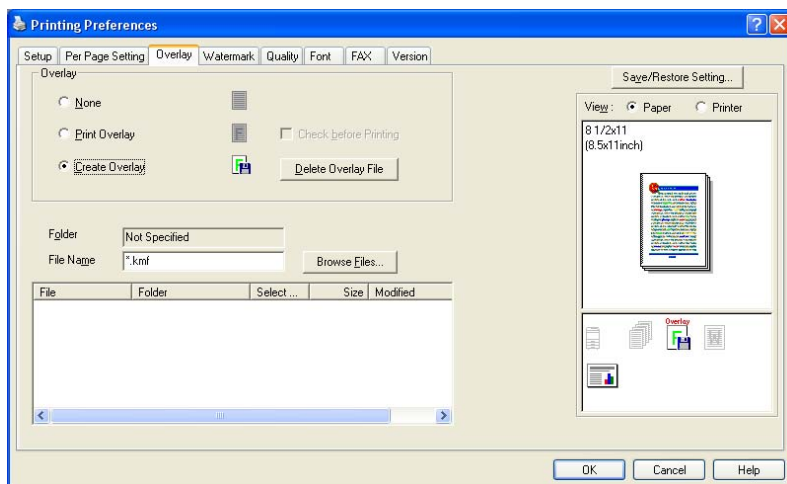 Printing Preferences
Setup Per Page Setting Overlay Watermark Quality Font FAX Version
Overlay
None
Print Overlay
Check before Printing
Create Overlay
Delete Overlay File
Folder Not Specified
File Name *.kmf
Browse Files...
File Folder Select ... Size Modified
Save/Restore Setting...
View: Paper Printer
8 1/2x11
(8.5x11inch)
Overlay
OK Cancel Help